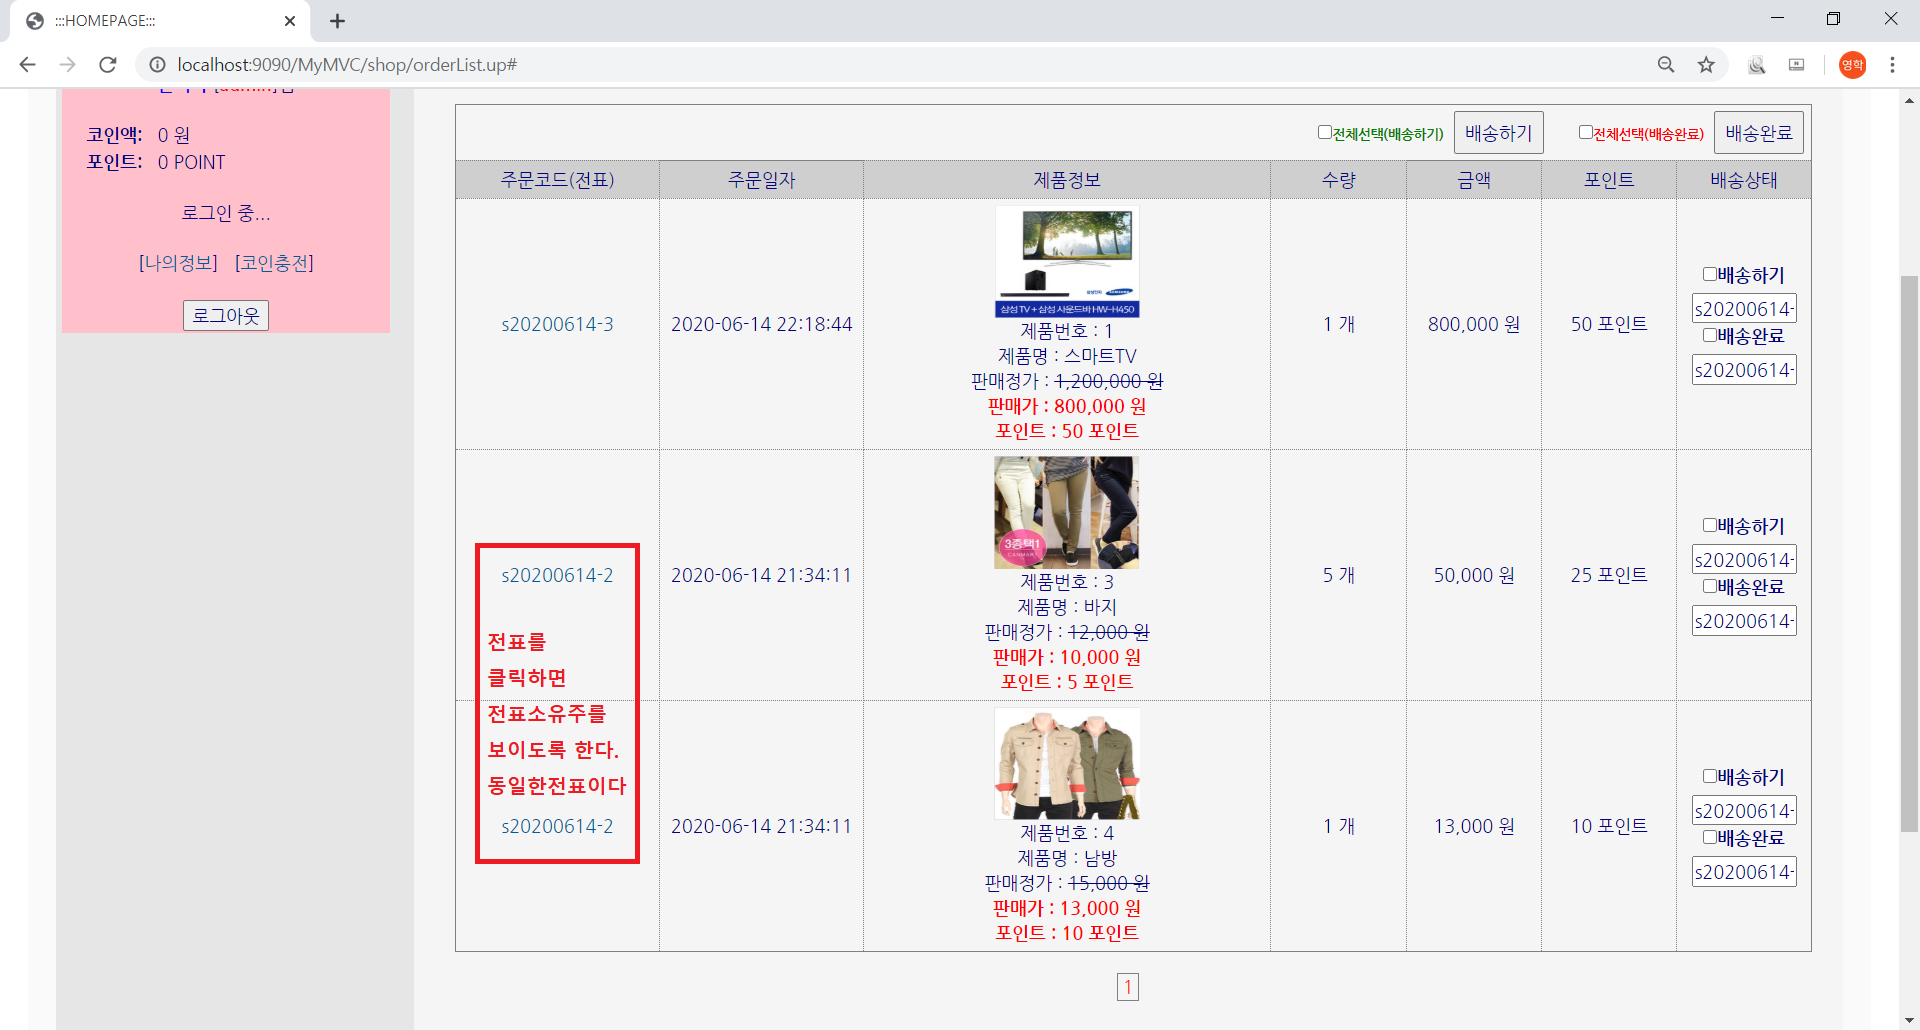 :::HOMEPAGE:::
localhost:9090/MyMVC/shop/orderList.up#
영학
코인액: 0 원
포인트: 0 POINT
로그인 중...
[나의정보] [코인충전]
로그아웃
전체선택(배송하기) 배송하기 전체선택(배송완료) 배송완료
주문코드(전표) 주문일자 제품정보 수량 금액 포인트 배송상태
삼성전자 SAMSUNG
삼성 TV + 삼성 사운드바 HW-H450
s20200614-3 2020-06-14 22:18:44 1 개 800,000 원 50 포인트
제품번호 : 1
제품명 : 스마트TV
판매정가 : 1,200,000 원
판매가 : 800,000 원
포인트 : 50 포인트
배송하기
s20200614-
배송완료
s20200614-
3종택1
CANMART
s20200614-2 2020-06-14 21:34:11 5 개 50,000 원 25 포인트
제품번호 : 3
제품명 : 바지
판매정가 : 12,000 원
판매가 : 10,000 원
포인트 : 5 포인트
배송하기
s20200614-
배송완료
s20200614-
전표를
클릭하면
전표소유주를
보이도록 한다.
동일한전표이다
s20200614-2 2020-06-14 21:34:11 1 개 13,000 원 10 포인트
제품번호 : 4
제품명 : 남방
판매정가 : 15,000 원
판매가 : 13,000 원
포인트 : 10 포인트
배송하기
s20200614-
배송완료
s20200614-
1